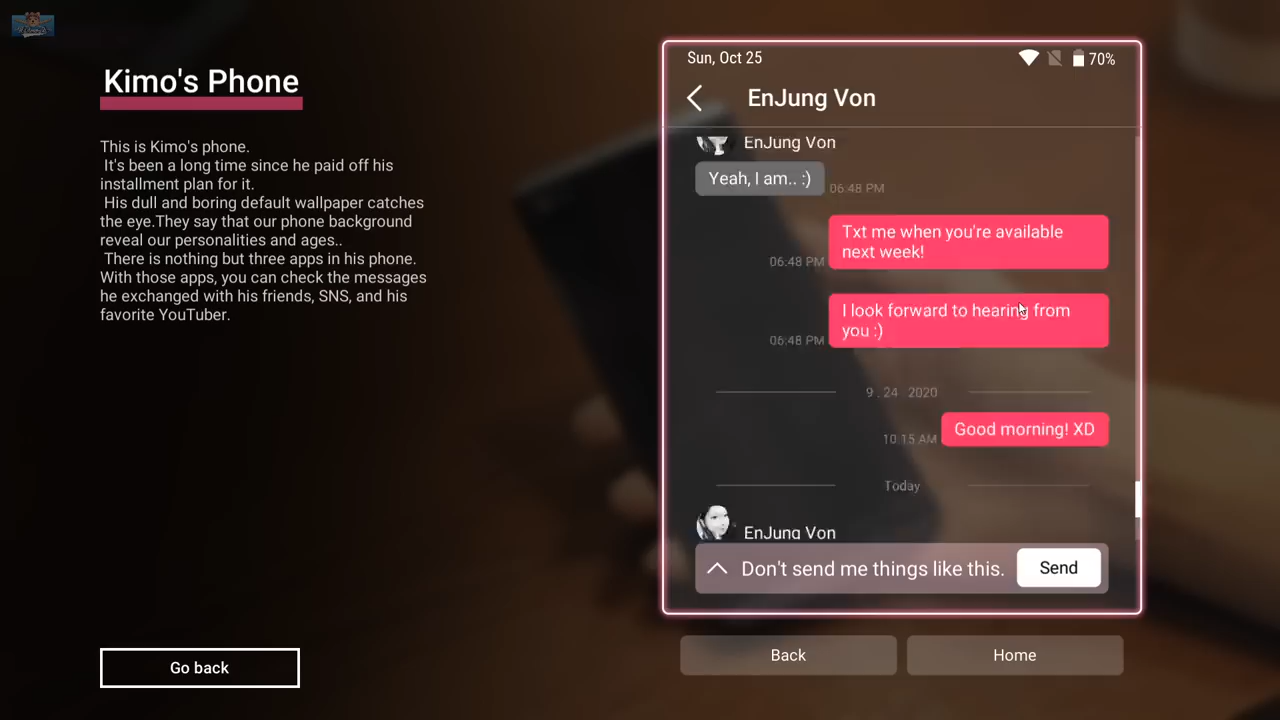 Kimo's Phone
This is Kimo's phone.
It's been a long time since he paid off his
installment plan for it.
His dull and boring default wallpaper catches
the eye.They say that our phone background
reveal our personalities and ages..
There is nothing but three apps in his phone.
With those apps, you can check the messages
he exchanged with his friends, SNS, and his
favorite YouTuber.
Go back
Sun, Oct 25
70%
EnJung Von
EnJung Von
Yeah, I am.. :)
06:48 PM
Txt me when you're available
next week!
06:48 PM
I look forward to hearing from
you :)
06:48 PM
9 . 24 2020
Good morning! XD
10 15 AM
Today
EnJung Von
Don't send me things like this.
Send
Back
Home